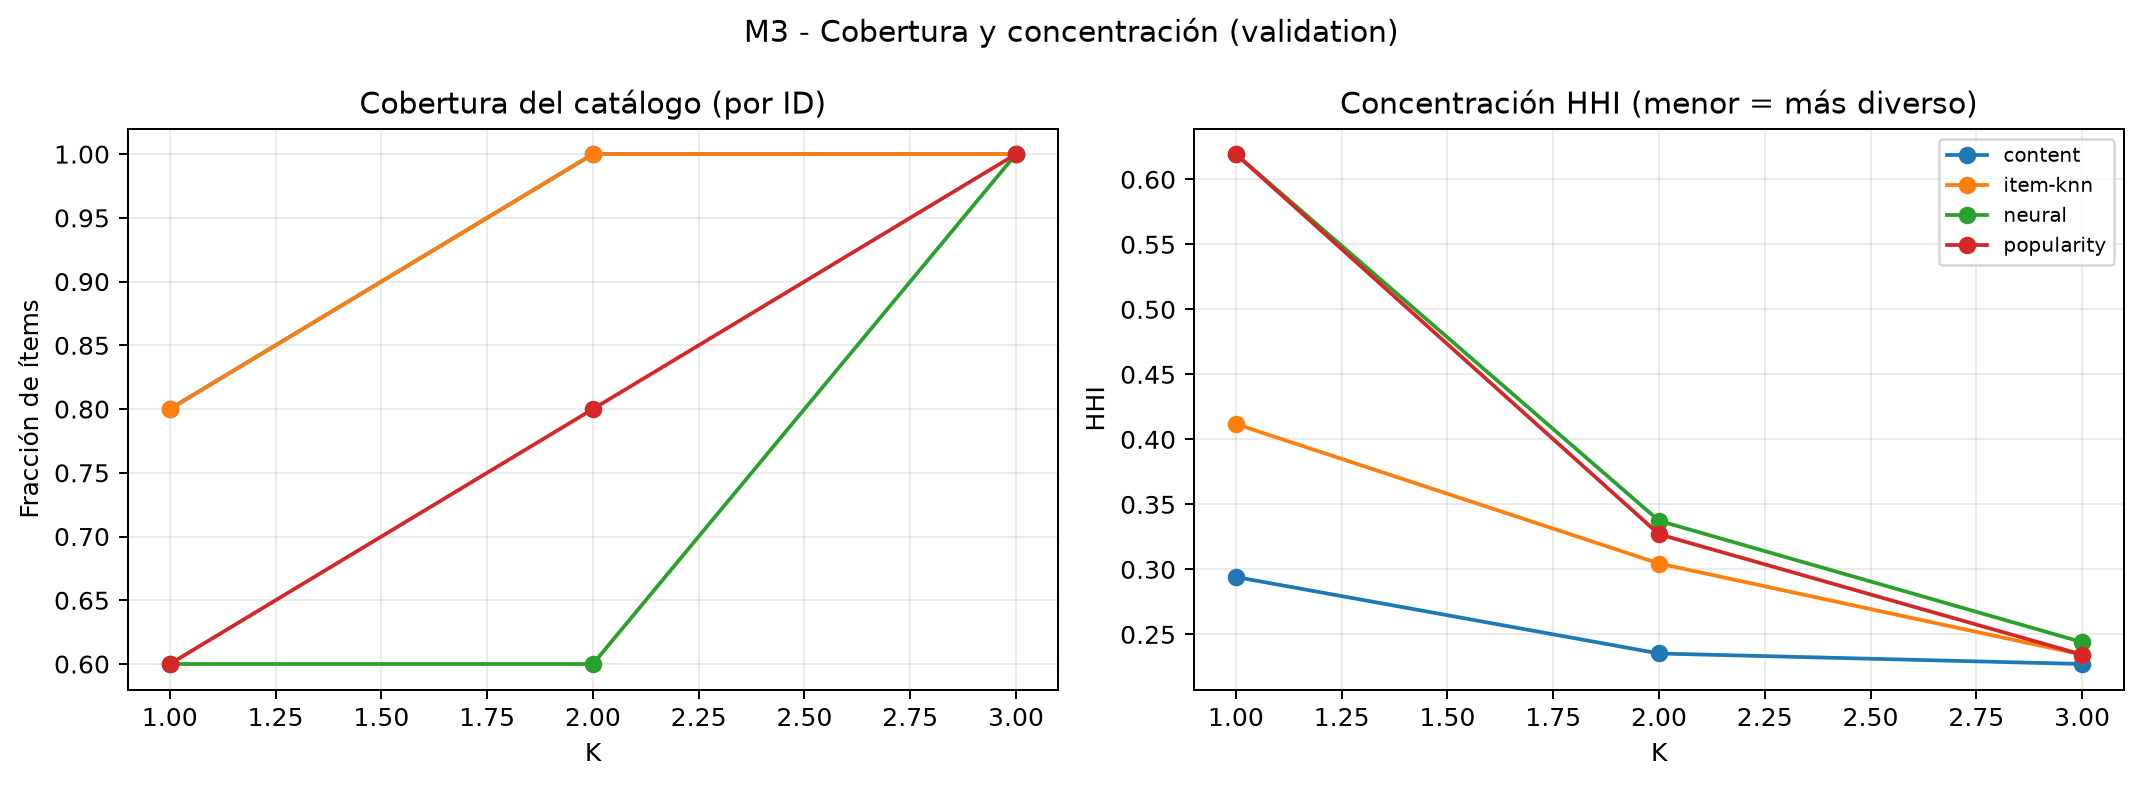 M3 - Cobertura y concentración (validation)
Cobertura del catálogo (por ID)
Fracción de ítems
1.00
0.95
0.90
0.85
0.80
0.75
0.70
0.65
0.60
1.00 1.25 1.50 1.75 2.00 2.25 2.50 2.75 3.00
K
Concentración HHI (menor = más diverso)
HHI
0.60
0.55
0.50
0.45
0.40
0.35
0.30
0.25
content
item-knn
neural
popularity
1.00 1.25 1.50 1.75 2.00 2.25 2.50 2.75 3.00
K